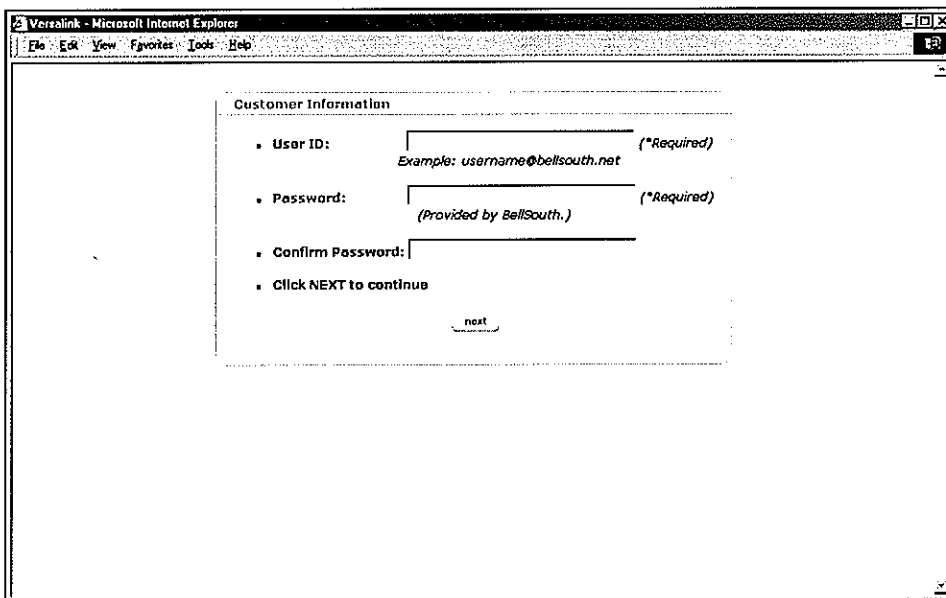 Versalink - Microsoft Internet Explorer
File Edit View Favorites Tools Help
Customer Information
User ID: (*Required)
Example: username@bellsouth.net
Password: (*Required)
(Provided by BellSouth.)
Confirm Password:
Click NEXT to continue
next